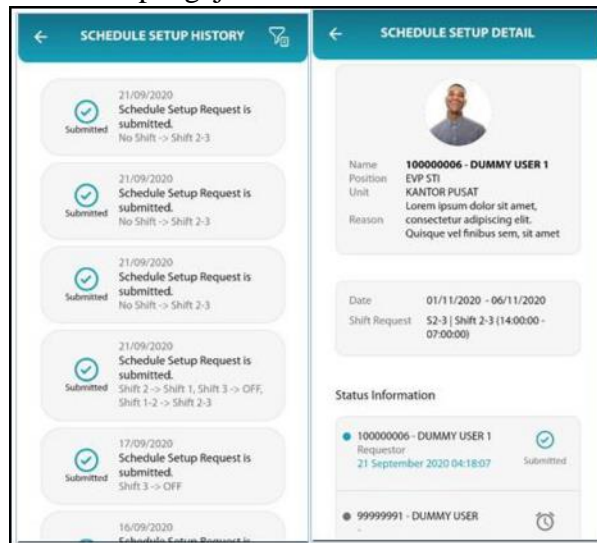 SCHEDULE SETUP HISTORY
21/09/2020
Schedule Setup Request is
submitted.
No Shift -> Shift 2-3
Submitted
21/09/2020
Schedule Setup Request is
submitted.
No Shift -> Shift 2-3
Submitted
21/09/2020
Schedule Setup Request is
submitted.
No Shift -> Shift 2-3
Submitted
21/09/2020
Schedule Setup Request is
submitted.
Shift 2 -> Shift 1, Shift 3 -> OFF,
Shift 1-2 -> Shift 2-3
Submitted
17/09/2020
Schedule Setup Request is
submitted.
Shift 3 -> OFF
Submitted
16/09/2020
Schedule Setup Request is
SCHEDULE SETUP DETAIL
Name 100000006 - DUMMY USER 1
Position EVP STI
Unit KANTOR PUSAT
Lorem ipsum dolor sit amet,
Reason consectetur adipiscing elit.
Quisque vel finibus sem, sit amet
Date 01/11/2020 - 06/11/2020
Shift Request S2-3 | Shift 2-3 (14:00:00 -
07:00:00)
Status Information
100000006 - DUMMY USER 1
Requestor
21 September 2020 04:18:07
Submitted
99999991 - DUMMY USER
-